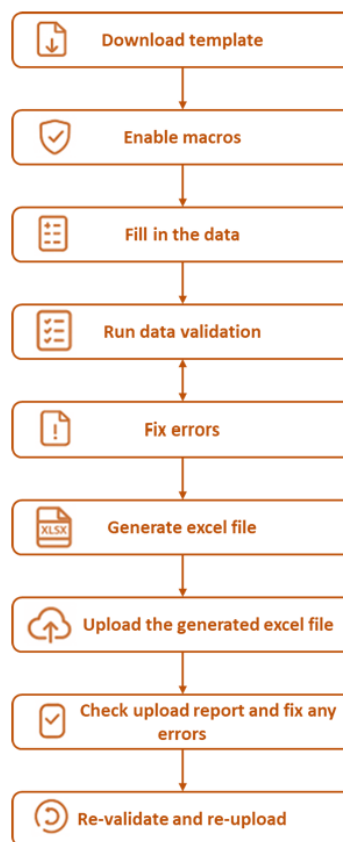 Download template
Enable macros
Fill in the data
Run data validation
Fix errors
XLSX
Generate excel file
Upload the generated excel file
Check upload report and fix any
errors
Re-validate and re-upload